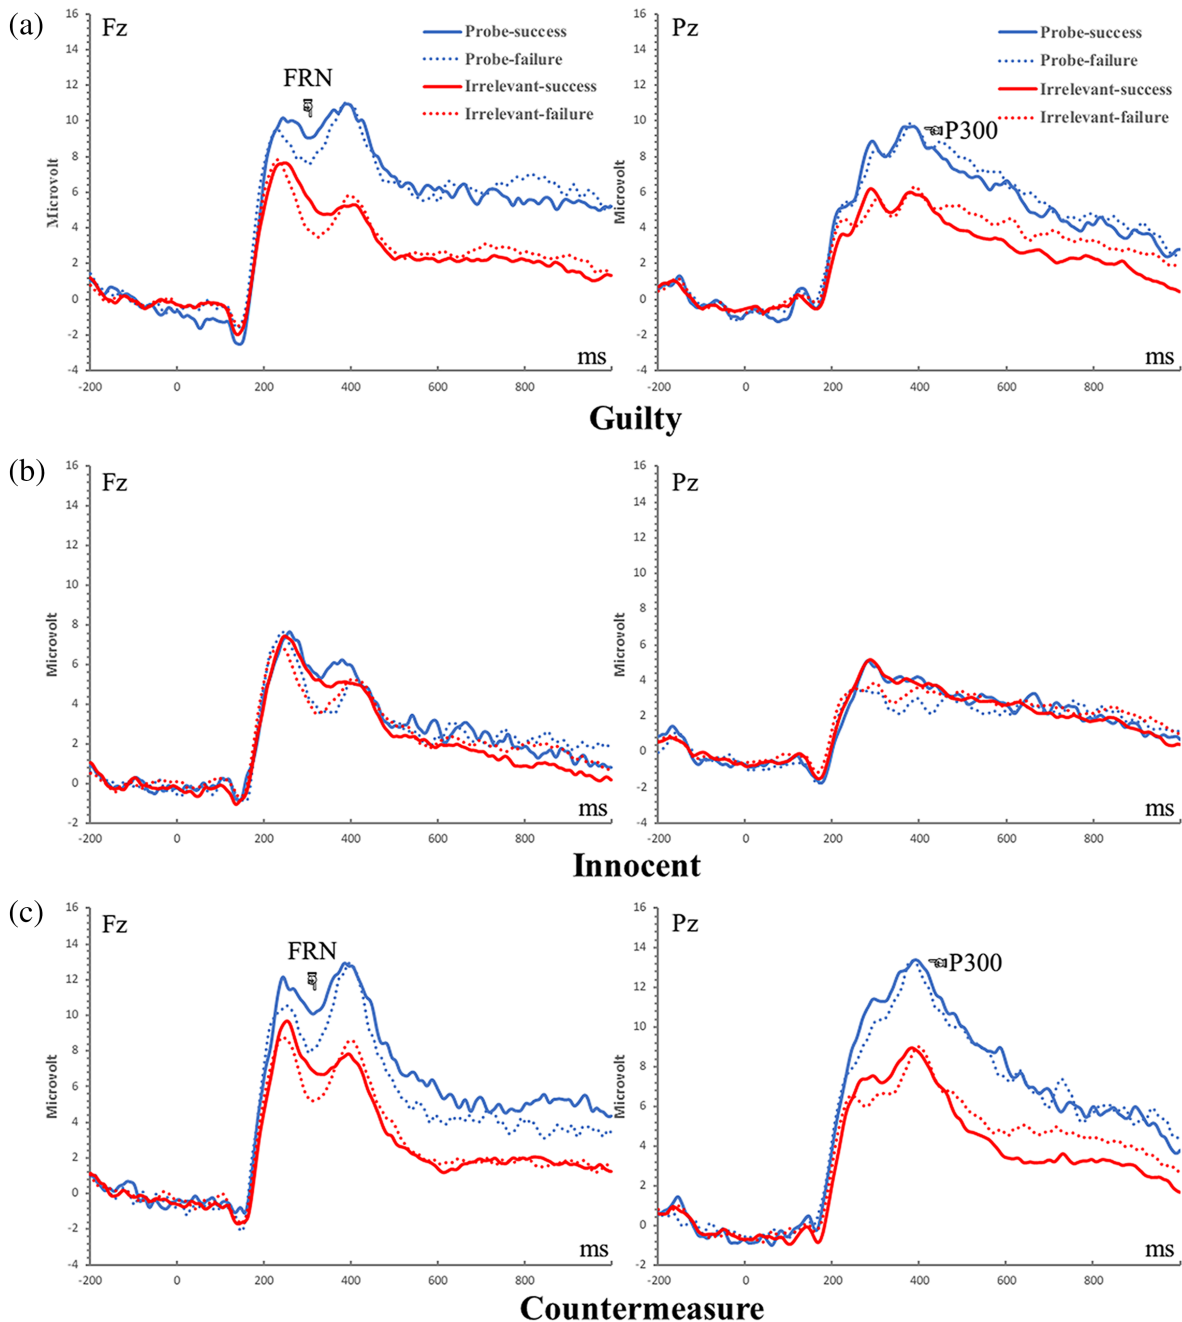 (a)
Fz
Probe-success
Probe-failure
Irrelevant-success
Irrelevant-failure
FRN
Microvolt
16
14
12
10
8
6
4
2
0
-2
-4
-200 0 200 400 600 800
ms
Pz
Probe-success
Probe-failure
Irrelevant-success
Irrelevant-failure
P300
Microvolt
16
14
12
10
8
6
4
2
0
-2
-4
-200 0 200 400 600 800
ms
Guilty
(b)
Fz
Microvolt
16
14
12
10
8
6
4
2
0
-2
-200 0 200 400 600 800
ms
Pz
Microvolt
16
14
12
10
8
6
4
2
0
-2
-4
-200 0 200 400 600 800
ms
Innocent
(c)
Fz
FRN
Microvolt
16
14
12
10
8
6
4
2
0
-2
-4
-200 0 200 400 600 800
ms
Pz
P300
Microvolt
16
14
12
10
8
6
4
2
0
-2
-200 0 200 400 600 800
ms
Countermeasure